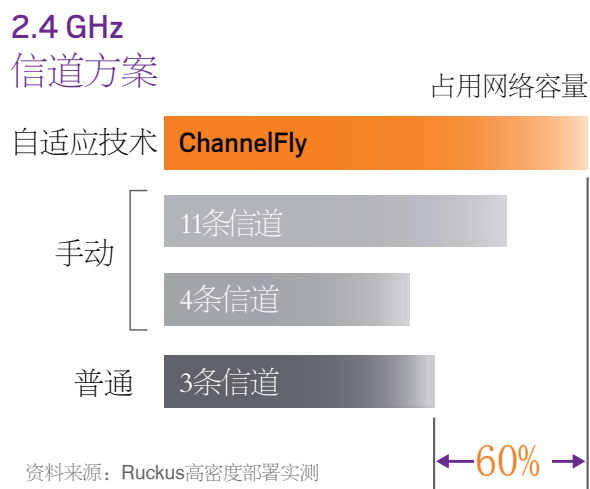 2.4 GHz
信道方案
占用网络容量
自适应技术 ChannelFly
手动
11条信道
4条信道
普通 3条信道
60%
资料来源：Ruckus高密度部署实测